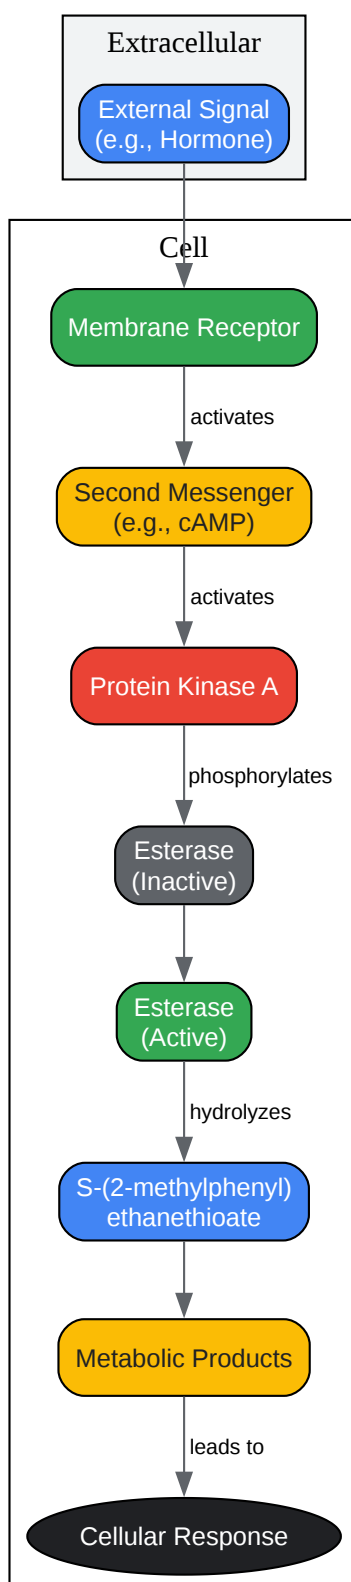 Extracellular
External Signal
(e.g., Hormone)
Cell
Membrane Receptor
activates
Second Messenger
(e.g., cAMP)
activates
Protein Kinase A
phosphorylates
Esterase
(Inactive)
Esterase
(Active)
hydrolyzes
S-(2-methylphenyl)
ethanethioate
Metabolic Products
leads to
Cellular Response